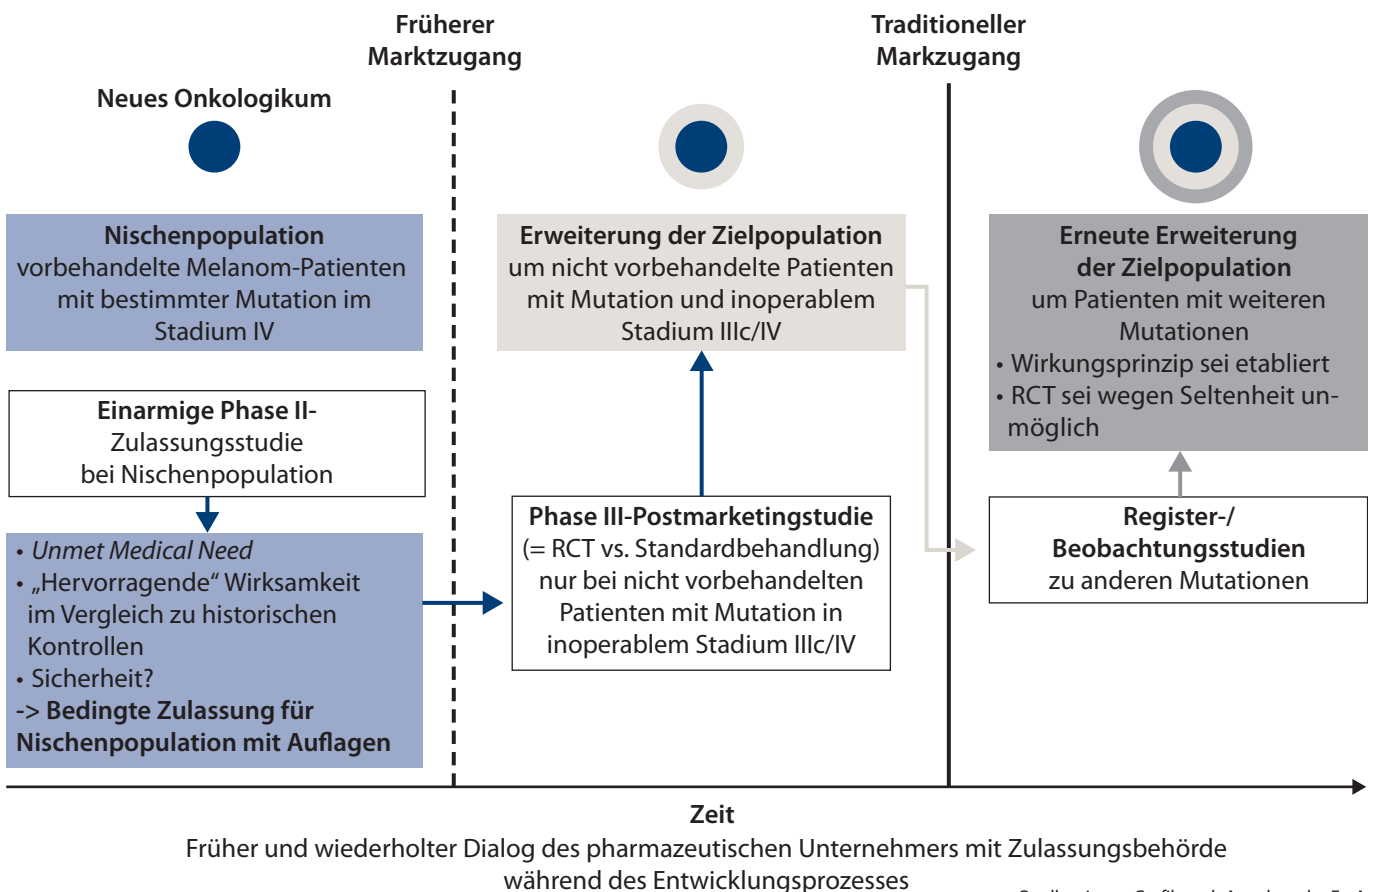 Früherer
Marktzugang
Traditioneller
Markzugang
Neues Onkologikum
Nischenpopulation
vorbehandelte Melanom-Patienten
mit bestimmter Mutation im
Stadium IV
Erweiterung der Zielpopulation
um nicht vorbehandelte Patienten
mit Mutation und inoperablem
Stadium IIIc/IV
Erneute Erweiterung
der Zielpopulation
um Patienten mit weiteren
Mutationen
• Wirkungsprinzip sei etabliert
• RCT sei wegen Seltenheit un-
möglich
Einarmige Phase II-
Zulassungsstudie
bei Nischenpopulation
• Unmet Medical Need
• „Hervorragende“ Wirksamkeit
im Vergleich zu historischen
Kontrollen
• Sicherheit?
-> Bedingte Zulassung für
Nischenpopulation mit Auflagen
Phase III-Postmarketingstudie
(= RCT vs. Standardbehandlung)
nur bei nicht vorbehandelten
Patienten mit Mutation in
inoperablem Stadium IIIc/IV
Register-/
Beobachtungsstudien
zu anderen Mutationen
Zeit
Früher und wiederholter Dialog des pharmazeutischen Unternehmers mit Zulassungsbehörde
während des Entwicklungsprozesses